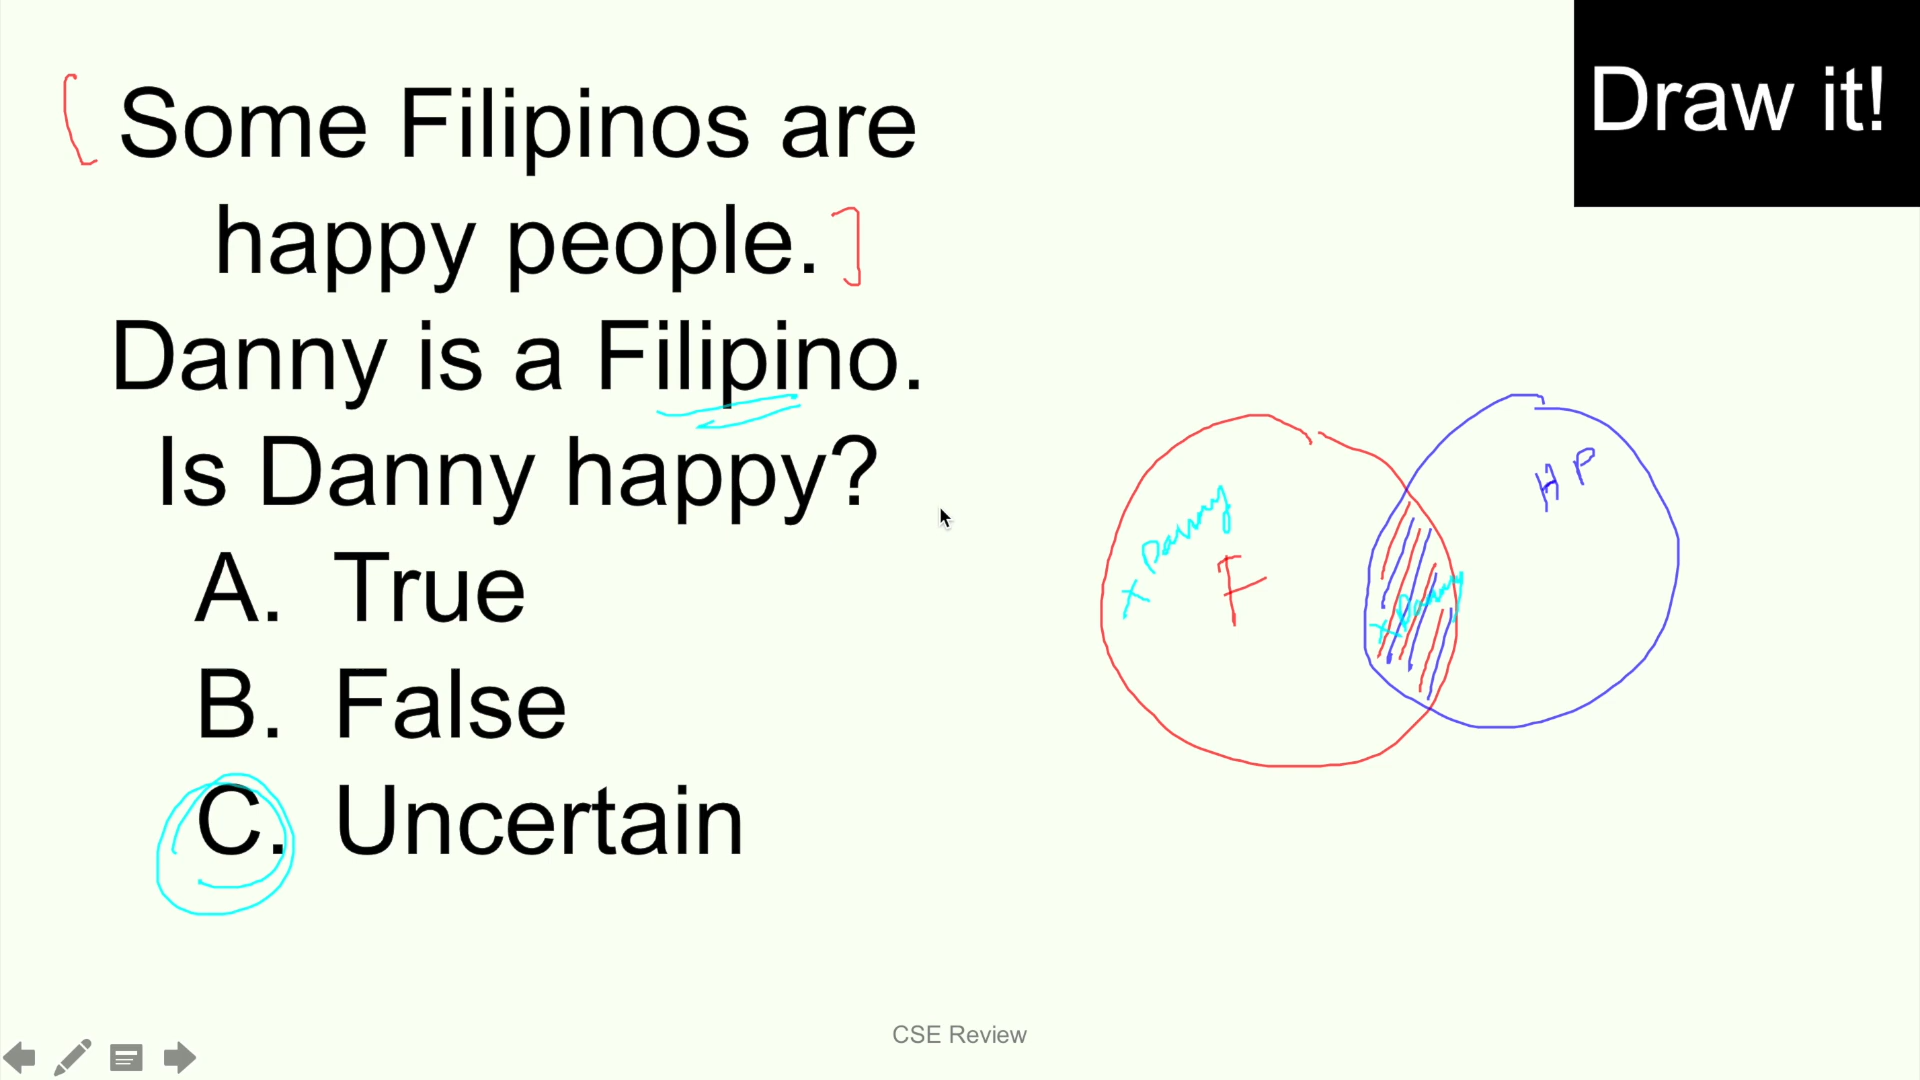 Draw it!
Some Filipinos are
happy people.
Danny is a Filipino.
Is Danny happy?
A. True
B. False
C. Uncertain
H P
x Danny
F
x Danny
CSE Review